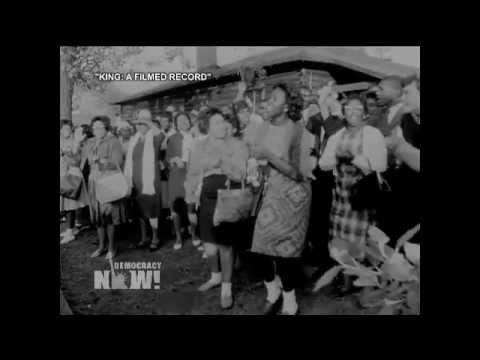 "KING: A FILMED RECORD"
DEMOCRACY
NOW!